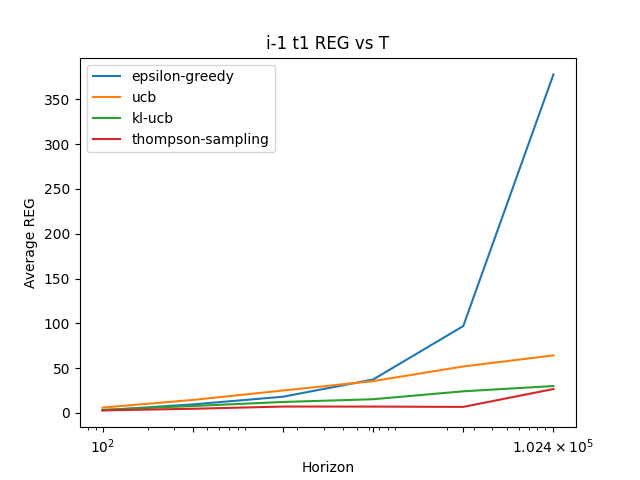 i-1 t1 REG vs T
epsilon-greedy
ucb
kl-ucb
thompson-sampling
350
300
250
200
150
100
50
0
Average REG
10²
1.024 × 10⁵
Horizon